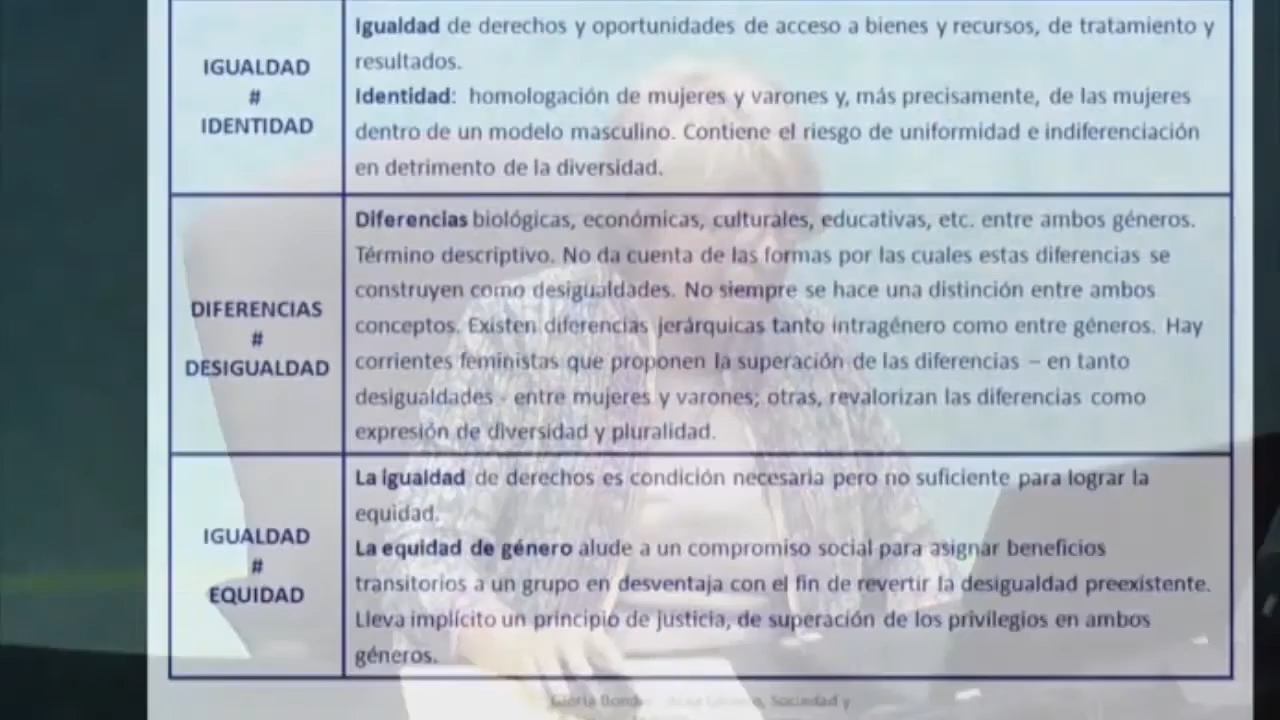 IGUALDAD
#
IDENTIDAD
Igualdad de derechos y oportunidades de acceso a bienes y recursos, de tratamiento y
resultados.
Identidad: homologación de mujeres y varones y, más precisamente, de las mujeres
dentro de un modelo masculino. Contiene el riesgo de uniformidad e indiferenciación
en detrimento de la diversidad.
DIFERENCIAS
#
DESIGUALDAD
Diferencias biológicas, económicas, culturales, educativas, etc. entre ambos géneros.
Término descriptivo. No da cuenta de las formas por las cuales estas diferencias se
construyen como desigualdades. No siempre se hace una distinción entre ambos
conceptos. Existen diferencias jerárquicas tanto intragénero como entre géneros. Hay
corrientes feministas que proponen la superación de las diferencias – en tanto
desigualdades - entre mujeres y varones; otras, revalorizan las diferencias como
expresión de diversidad y pluralidad.
IGUALDAD
#
EQUIDAD
La igualdad de derechos es condición necesaria pero no suficiente para lograr la
equidad.
La equidad de género alude a un compromiso social para asignar beneficios
transitorios a un grupo en desventaja con el fin de revertir la desigualdad preexistente.
Lleva implícito un principio de justicia, de superación de los privilegios en ambos
géneros.
Gloria Sociedad y